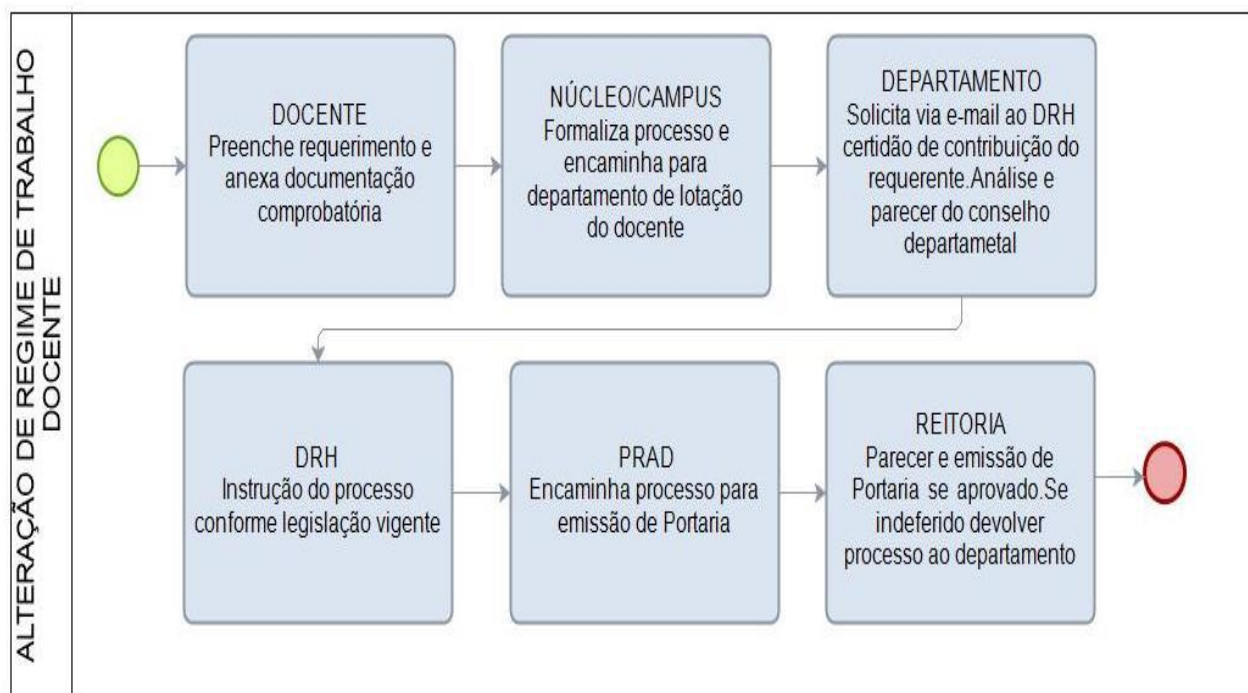 ALTERAÇÃO DE REGIME DE TRABALHO
DOCENTE
DOCENTE
Preenche requerimento e
anexa documentação
comprobatória
NÚCLEO/CAMPUS
Formaliza processo e
encaminha para
departamento de lotação
do docente
DEPARTAMENTO
Solicita via e-mail ao DRH
certidão de contribuição do
requerente.Análise e
parecer do conselho
departametal
DRH
Instrução do processo
conforme legislação vigente
PRAD
Encaminha processo para
emissão de Portaria
REITORIA
Parecer e emissão de
Portaria se aprovado.Se
indeferido devolver
processo ao departamento